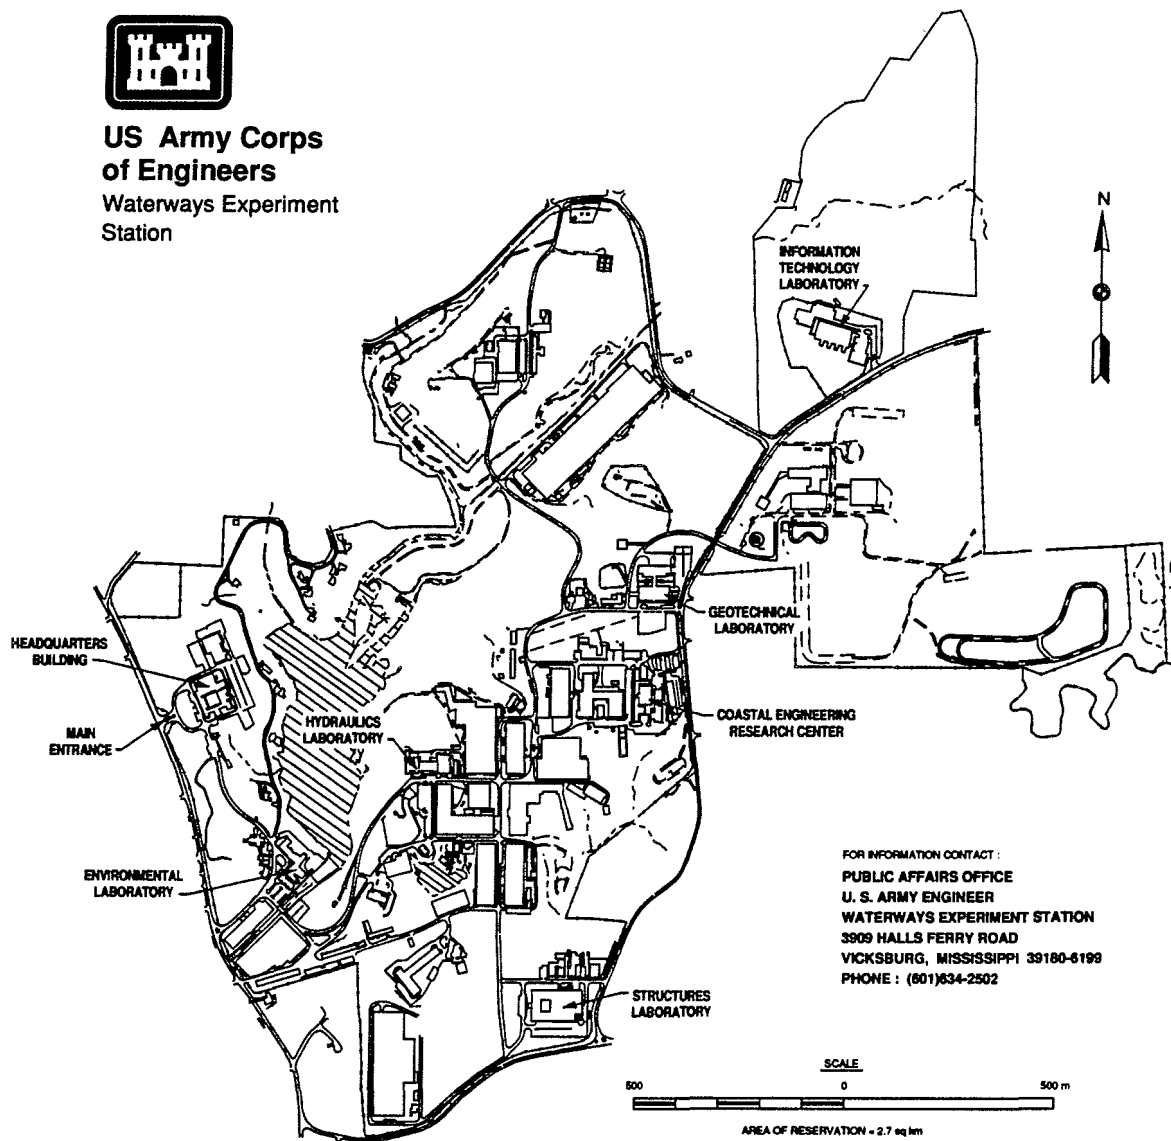 US Army Corps
of Engineers
Waterways Experiment
Station
N
INFORMATION
TECHNOLOGY
LABORATORY
GEOTECHNICAL
LABORATORY
HEADQUARTERS
BUILDING
MAIN
ENTRANCE
HYDRAULICS
LABORATORY
COASTAL ENGINEERING
RESEARCH CENTER
ENVIRONMENTAL
LABORATORY
STRUCTURES
LABORATORY
FOR INFORMATION CONTACT :
PUBLIC AFFAIRS OFFICE
U. S. ARMY ENGINEER
WATERWAYS EXPERIMENT STATION
3909 HALLS FERRY ROAD
VICKSBURG, MISSISSIPPI 39180-6199
PHONE : (601)634-2502
SCALE
500 0 500 m
AREA OF RESERVATION = 2.7 sq km